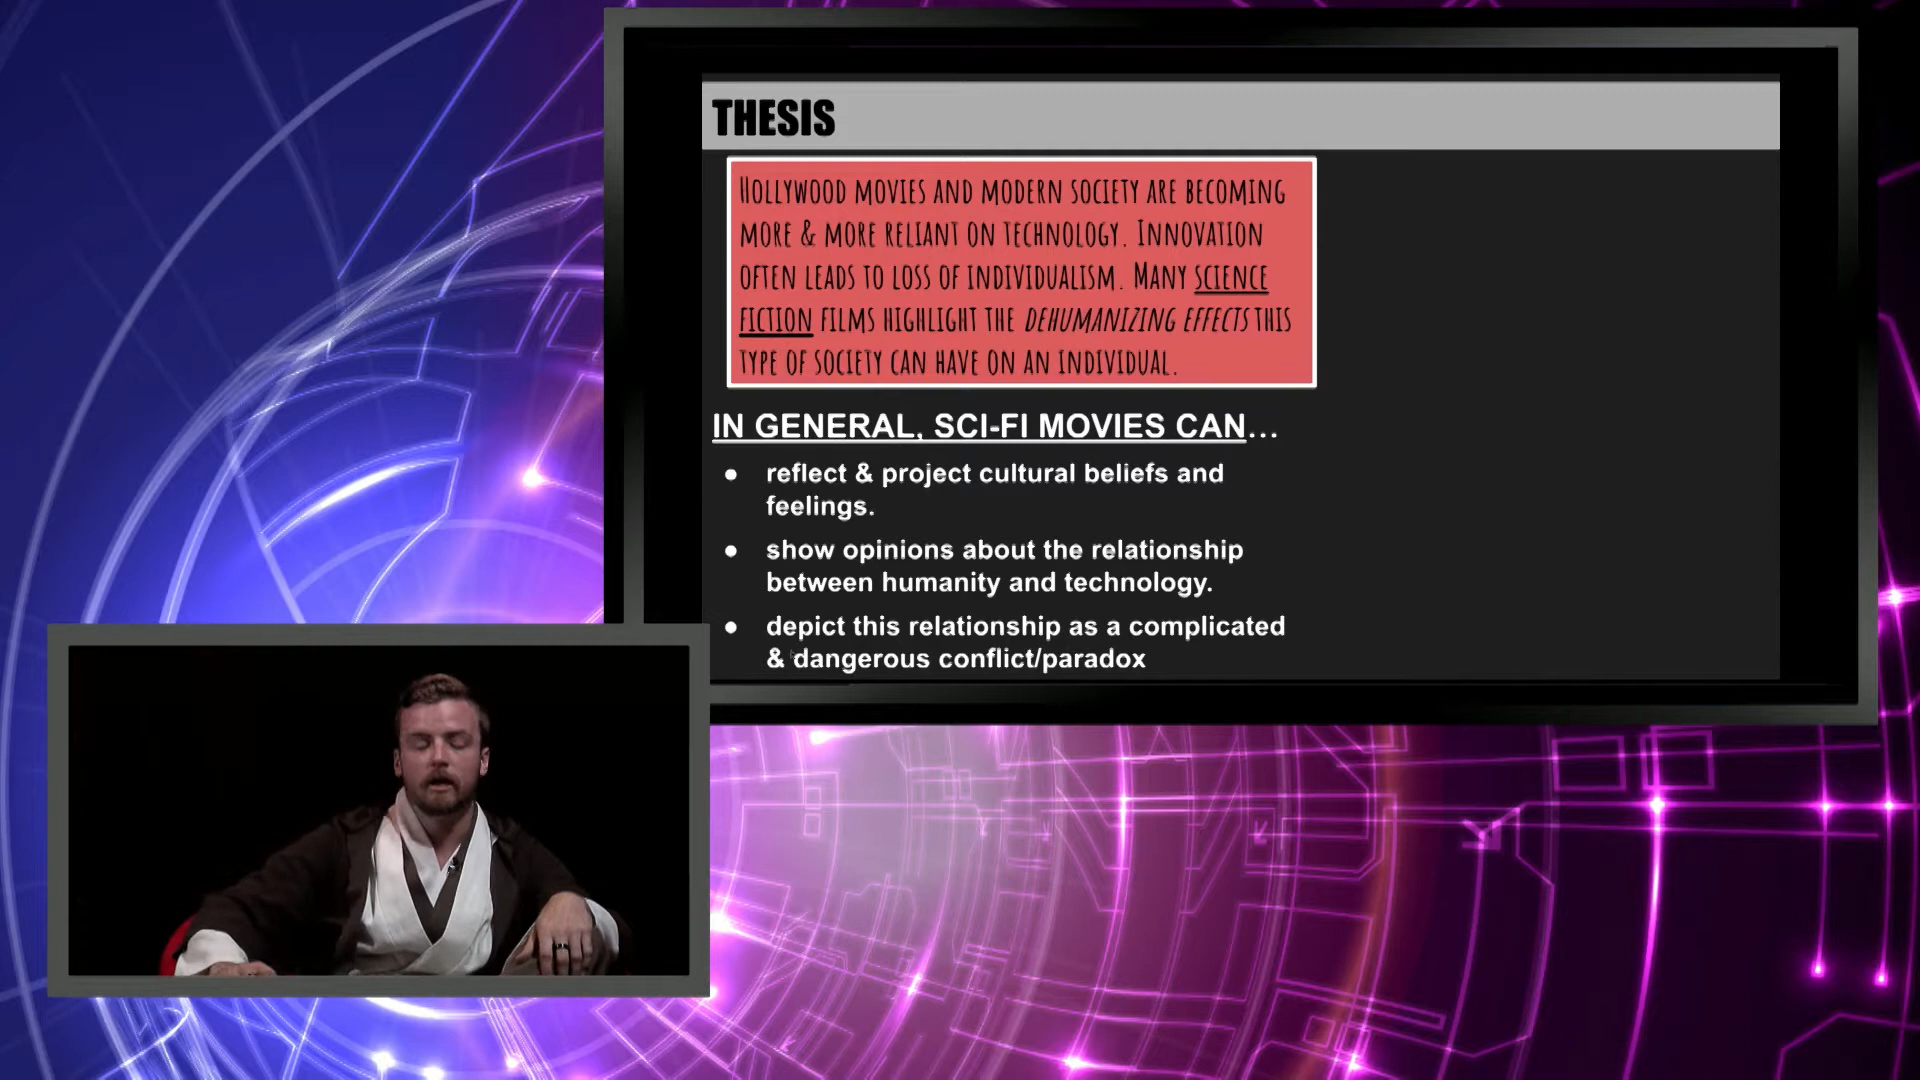 THESIS
HOLLYWOOD MOVIES AND MODERN SOCIETY ARE BECOMING
MORE & MORE RELIANT ON TECHNOLOGY. INNOVATION
OFTEN LEADS TO LOSS OF INDIVIDUALISM. MANY SCIENCE
FICTION FILMS HIGHLIGHT THE DEHUMANIZING EFFECTS THIS
TYPE OF SOCIETY CAN HAVE ON AN INDIVIDUAL.
IN GENERAL, SCI-FI MOVIES CAN...
● reflect & project cultural beliefs and
feelings.
● show opinions about the relationship
between humanity and technology.
● depict this relationship as a complicated
& dangerous conflict/paradox